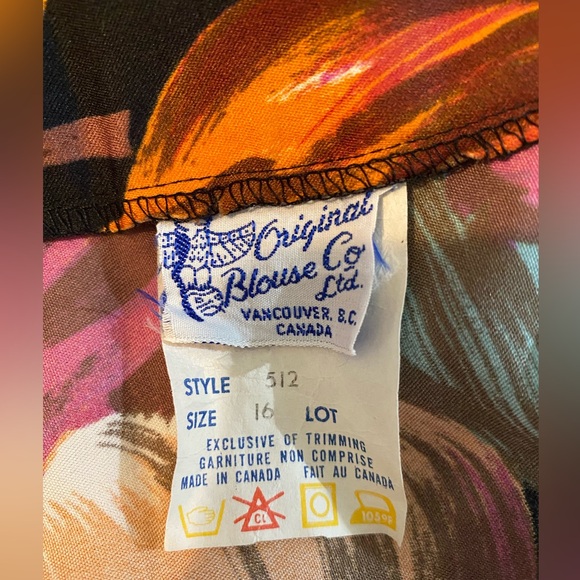 Original
Blouse Co
Ltd.
VANCOUVER, B.C.
CANADA
STYLE 512
SIZE 16 LOT
EXCLUSIVE OF TRIMMING
GARNITURE NON COMPRISE
MADE IN CANADA FAIT AU CANADA
CL